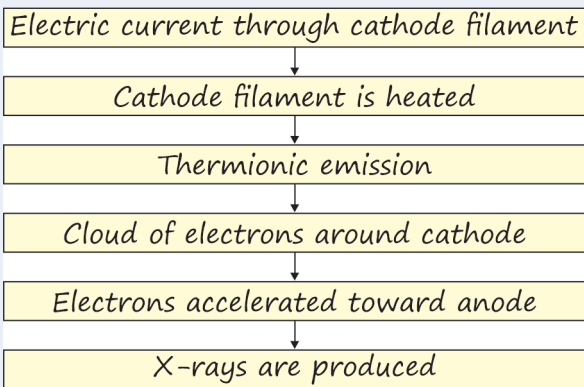 Electric current through cathode filament
Cathode filament is heated
Thermionic emission
Cloud of electrons around cathode
Electrons accelerated toward anode
X-rays are produced